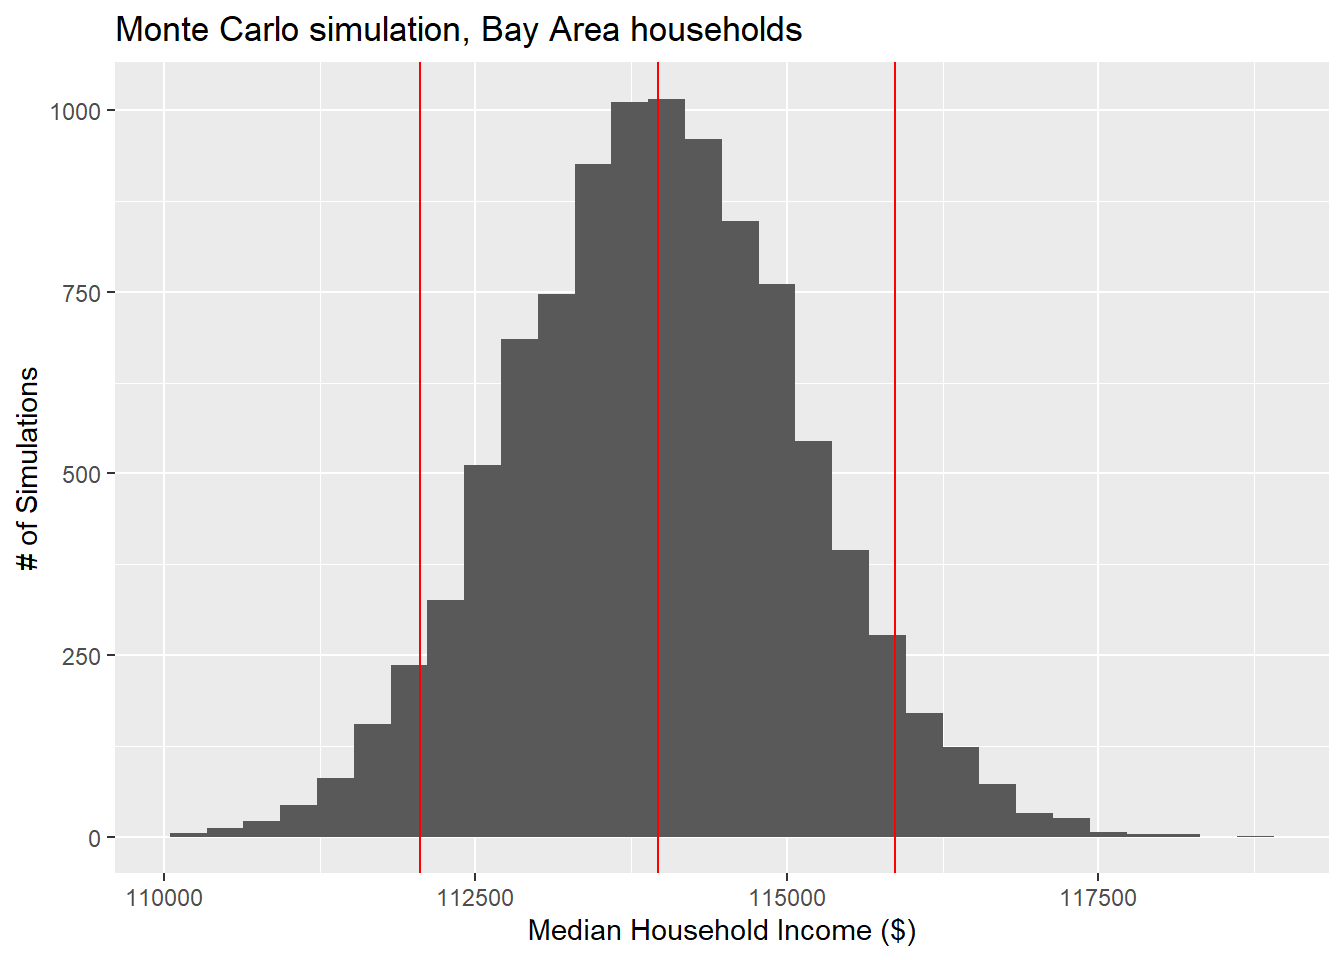 Monte Carlo simulation, Bay Area households
# of Simulations
1000
750
500
250
0
110000 112500 115000 117500
Median Household Income ($)